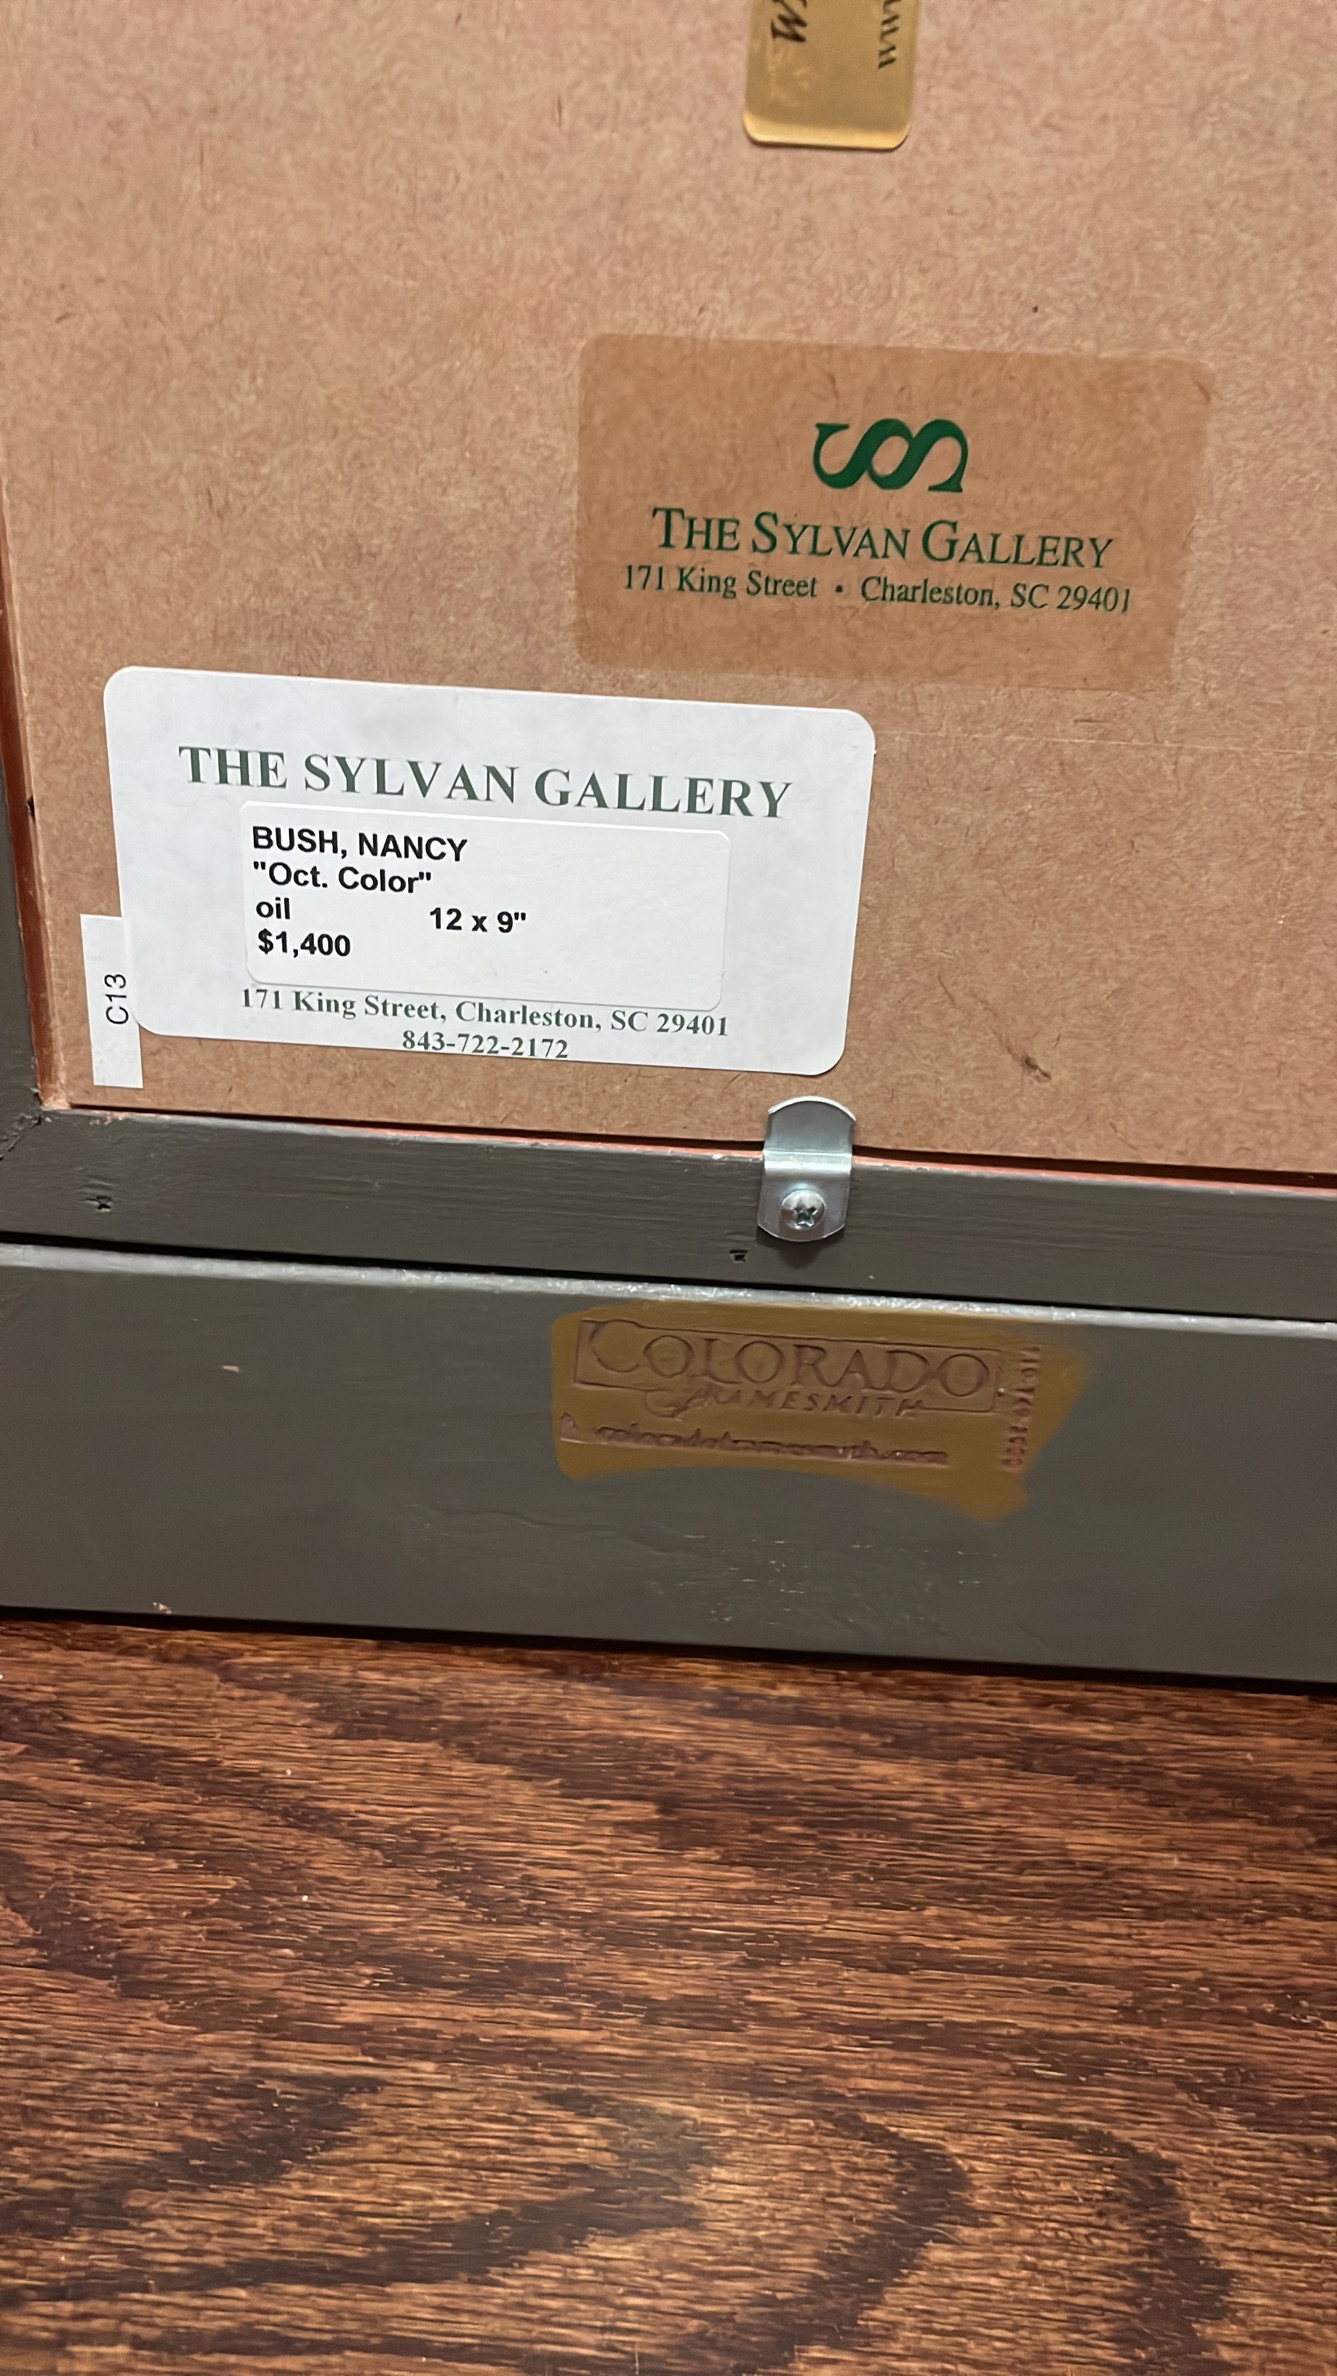 THE SYLVAN GALLERY
171 King Street • Charleston, SC 29401
THE SYLVAN GALLERY
BUSH, NANCY
"Oct. Color"
oil 12 x 9"
$1,400
171 King Street, Charleston, SC 29401
843-722-2172
C13
COLORADO
FRAMESMITH